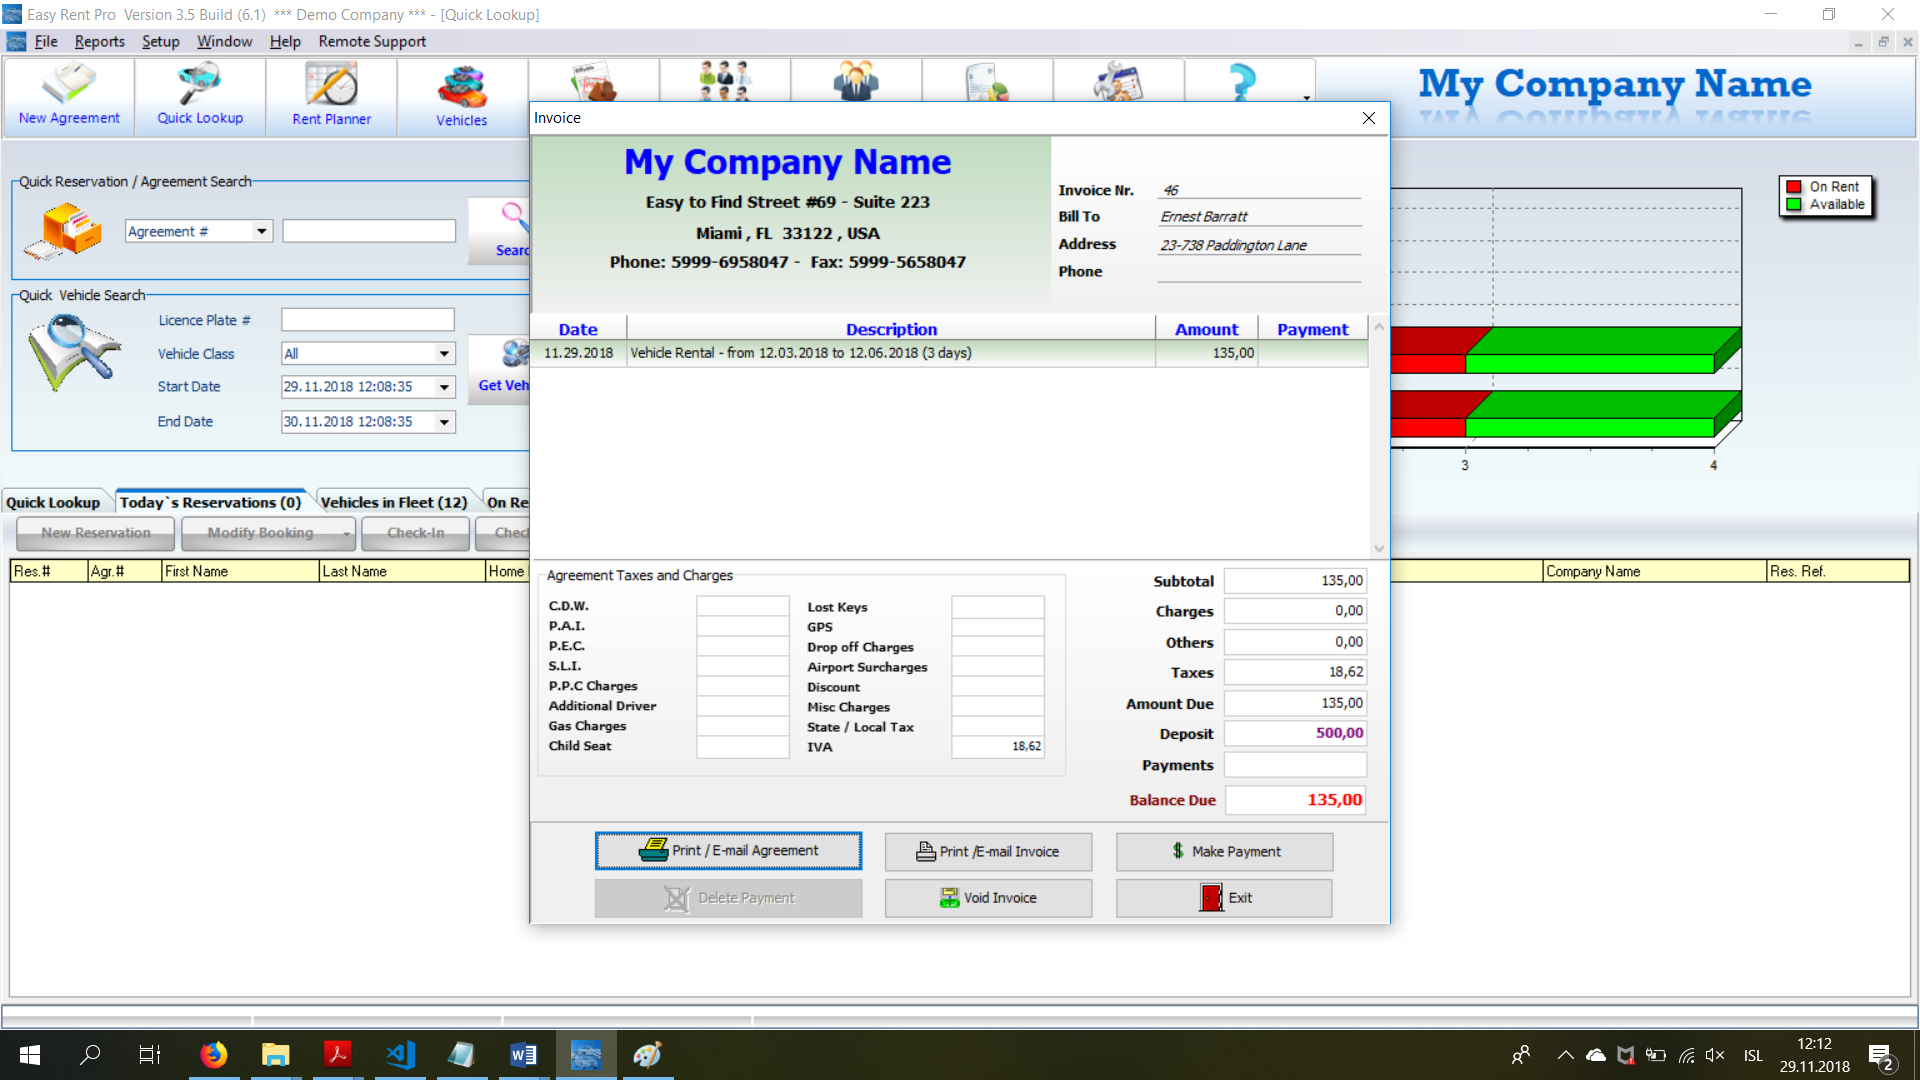 Easy Rent Pro  Version 3.5 Build (6.1)  *** Demo Company *** - [Quick Lookup]
File Reports Setup Window Help Remote Support
New Agreement Quick Lookup Rent Planner Vehicles
My Company Name
Quick Reservation / Agreement Search
Agreement #
Searc
Quick Vehicle Search
Licence Plate #
Vehicle Class All
Start Date 29.11.2018 12:08:35
Get Veh
End Date 30.11.2018 12:08:35
On Rent
Available
3 4
Quick Lookup Today`s Reservations (0) Vehicles in Fleet (12) On Re
New Reservation Modify Booking Check-In Chec
Res.# Agr.# First Name Last Name Home Company Name Res. Ref.
Invoice
My Company Name
Easy to Find Street #69 - Suite 223
Miami , FL 33122 , USA
Phone: 5999-6958047 - Fax: 5999-5658047
Invoice Nr. 46
Bill To Ernest Barratt
Address 23-738 Paddington Lane
Phone
Date Description Amount Payment
11.29.2018 Vehicle Rental - from 12.03.2018 to 12.06.2018 (3 days) 135,00
Agreement Taxes and Charges
C.D.W.
P.A.I.
P.E.C.
S.L.I.
P.P.C Charges
Additional Driver
Gas Charges
Child Seat
Lost Keys
GPS
Drop off Charges
Airport Surcharges
Discount
Misc Charges
State / Local Tax
IVA 18,62
Subtotal 135,00
Charges 0,00
Others 0,00
Taxes 18,62
Amount Due 135,00
Deposit 500,00
Payments
Balance Due 135,00
Print / E-mail Agreement Print /E-mail Invoice Make Payment
Delete Payment Void Invoice Exit
ISL
12:12
29.11.2018
2